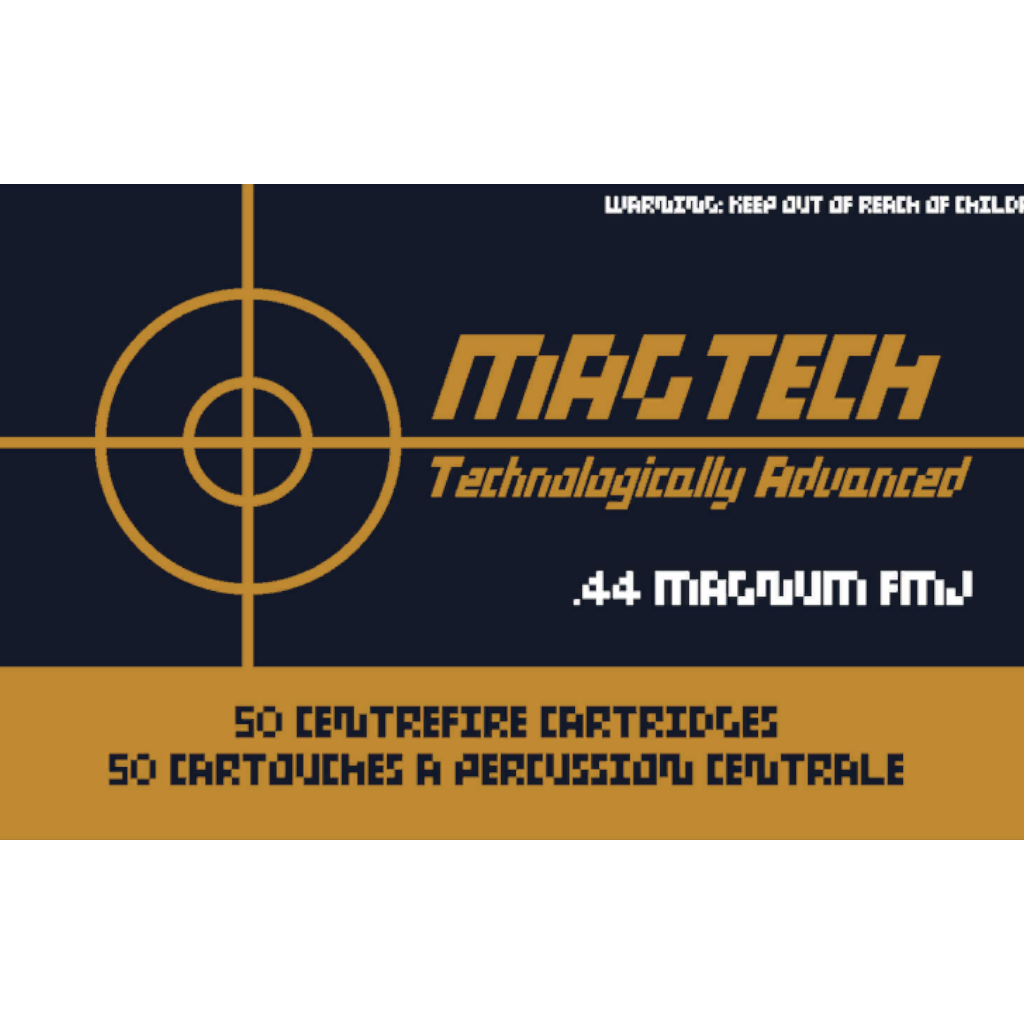 WARNING: KEEP OUT OF REACH OF CHILDR
MAGTECH
Technologically Advanced
.44 MAGNUM FMJ
50 CENTREFIRE CARTRIDGES
50 CARTOUCHES A PERCUSSION CENTRALE